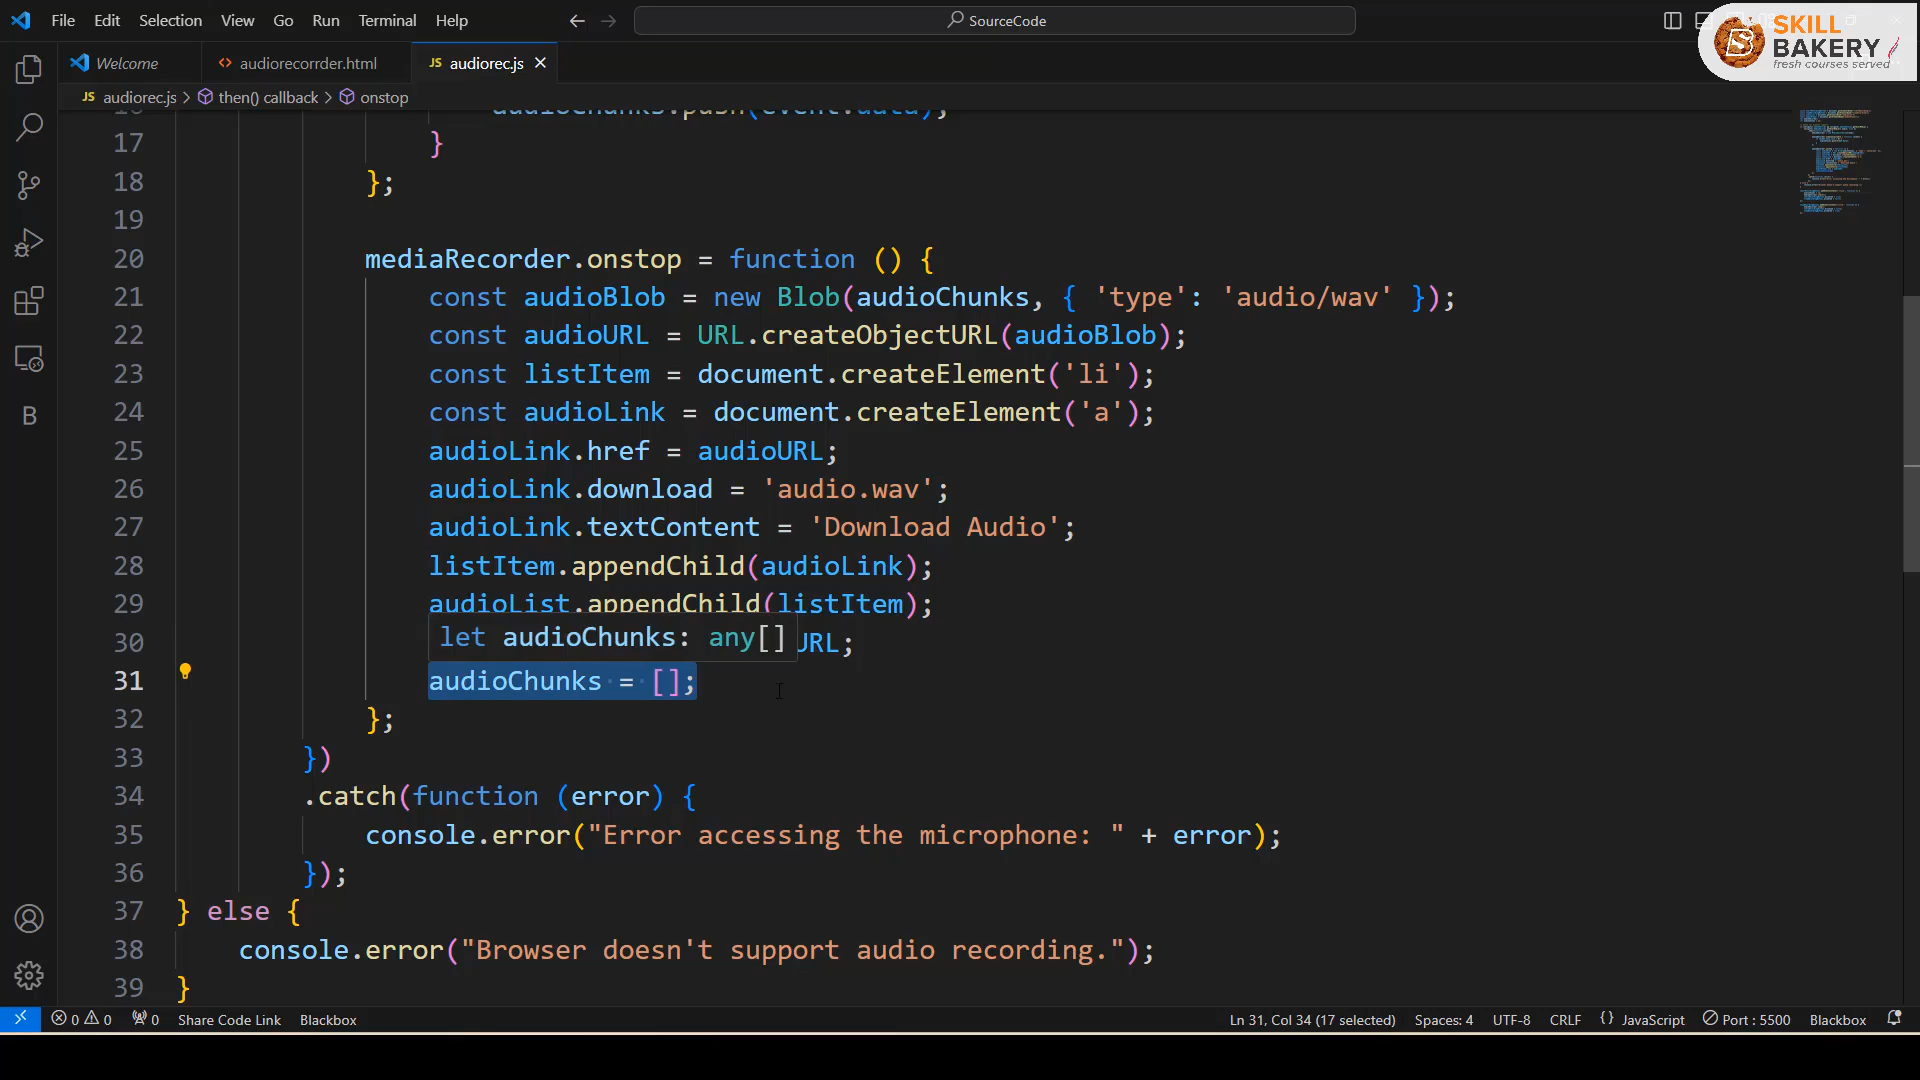 File Edit Selection View Go Run Terminal Help
SourceCode
SKILL
BAKERY
fresh courses served
Welcome
audiorecorrder.html
JS audiorec.js
JS audiorec.js > then() callback > onstop
16 audioChunks.push(event.data);
17 }
18 };
19
20 mediaRecorder.onstop = function () {
21 const audioBlob = new Blob(audioChunks, { 'type': 'audio/wav' });
22 const audioURL = URL.createObjectURL(audioBlob);
23 const listItem = document.createElement('li');
24 const audioLink = document.createElement('a');
25 audioLink.href = audioURL;
26 audioLink.download = 'audio.wav';
27 audioLink.textContent = 'Download Audio';
28 listItem.appendChild(audioLink);
29 audioList.appendChild(listItem);
let audioChunks: any[]
30 URL;
31 audioChunks = [];
32 };
33 })
34 .catch(function (error) {
35 console.error("Error accessing the microphone: " + error);
36 });
37 } else {
38 console.error("Browser doesn't support audio recording.");
39 }
B
0 0 0 Share Code Link Blackbox
Ln 31, Col 34 (17 selected) Spaces: 4 UTF-8 CRLF {} JavaScript Port : 5500 Blackbox